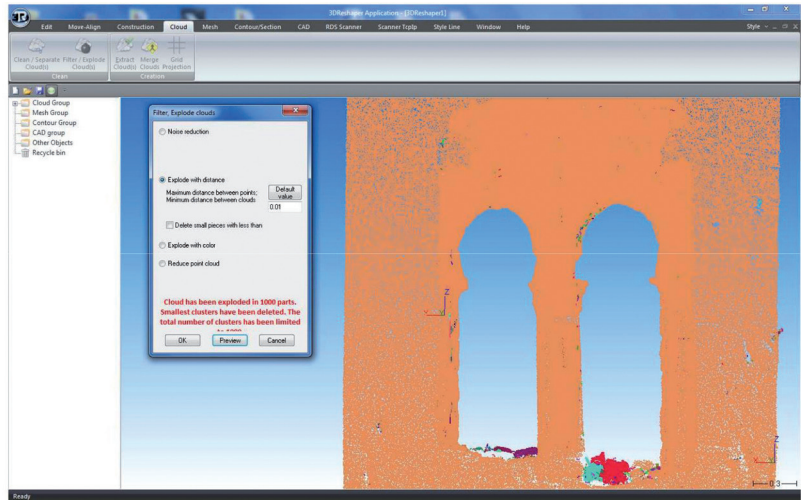 3DReshaper Application - [3DReshaper1]
Edit Move-Align Construction Cloud Mesh Contour/Section CAD RDS Scanner Scanner Trplp Style Line Window Help Style
Clean / Separate Filter / Explode Extract Merge Grid
Cloud(s) Cloud(s) Cloud(s) Clouds Projection
Clean Creation
Cloud Group
Mesh Group
Contour Group
CAD group
Other Objects
Recycle bin
Filter, Explode clouds
Noise reduction
Explode with distance
Maximum distance between points;
Minimum distance between clouds
Default
value
0.01
Delete small pieces with less than
Explode with color
Reduce point cloud
Cloud has been exploded in 1000 parts.
Smallest clusters have been deleted. The
total number of clusters has been limited
OK Preview Cancel
Z
Y X
Z
0.3
Ready